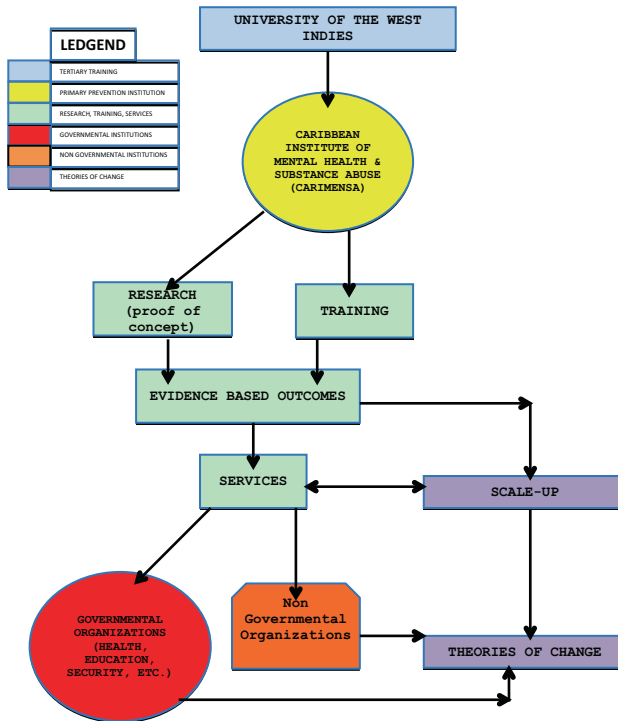 UNIVERSITY OF THE WEST
INDIES
LEDGEND
TERTIARY TRAINING
PRIMARY PREVENTION INSTITUTION
RESEARCH, TRAINING, SERVICES
GOVERNMENTAL INSTITUTIONS
NON GOVERNMENTAL INSTITUTIONS
THEORIES OF CHANGE
CARIBBEAN
INSTITUTE OF
MENTAL HEALTH &
SUBSTANCE ABUSE
(CARIMENSA)
RESEARCH
(proof of
concept)
TRAINING
EVIDENCE BASED OUTCOMES
SERVICES
SCALE-UP
GOVERNMENTAL
ORGANIZATIONS
(HEALTH,
EDUCATION,
SECURITY, ETC.)
Non
Governmental
Organizations
THEORIES OF CHANGE